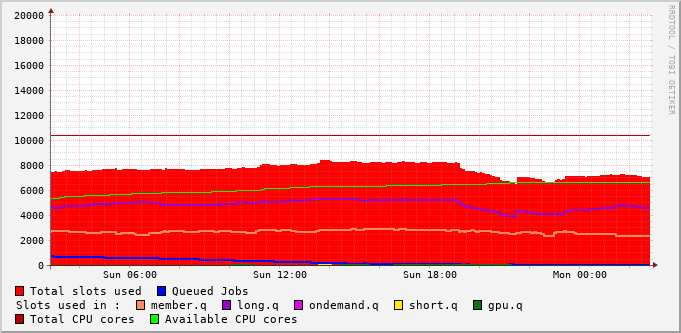 RRDTOOL / TOBI OETIKER
20000
18000
16000
14000
12000
10000
8000
6000
4000
2000
0
Sun 06:00 Sun 12:00 Sun 18:00 Mon 00:00
Total slots used Queued Jobs
Slots used in : member.q long.q ondemand.q short.q gpu.q
Total CPU cores Available CPU cores